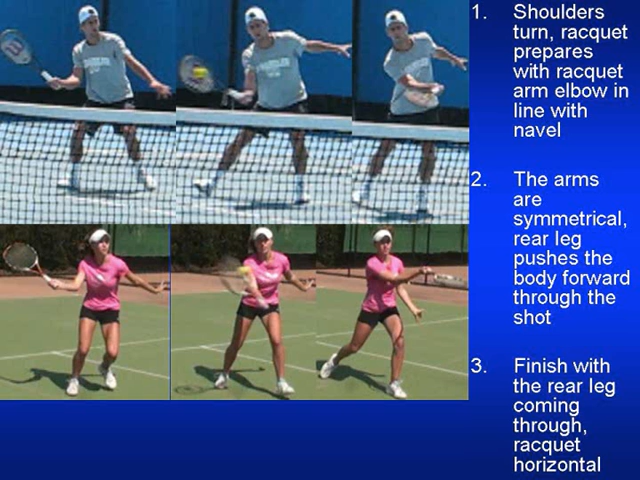 1. Shoulders
turn, racquet
prepares
with racquet
arm elbow in
line with
navel
2. The arms
are
symmetrical,
rear leg
pushes the
body forward
through the
shot
3. Finish with
the rear leg
coming
through,
racquet
horizontal